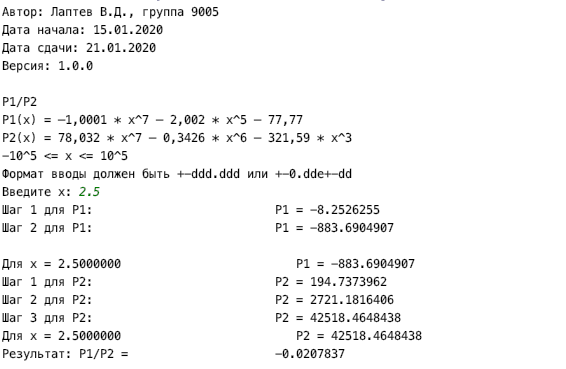 Автор: Лаптев В.Д., группа 9005
Дата начала: 15.01.2020
Дата сдачи: 21.01.2020
Версия: 1.0.0
P1/P2
P1(x) = −1,0001 * x^7 − 2,002 * x^5 − 77,77
P2(x) = 78,032 * x^7 − 0,3426 * x^6 − 321,59 * x^3
−10^5 <= x <= 10^5
Формат вводы должен быть +−ddd.ddd или +−0.dde+−dd
Введите x: 2.5
Шаг 1 для P1: P1 = −8.2526255
Шаг 2 для P1: P1 = −883.6904907
Для x = 2.5000000 P1 = −883.6904907
Шаг 1 для P2: P2 = 194.7373962
Шаг 2 для P2: P2 = 2721.1816406
Шаг 3 для P2: P2 = 42518.4648438
Для x = 2.5000000 P2 = 42518.4648438
Результат: P1/P2 = −0.0207837